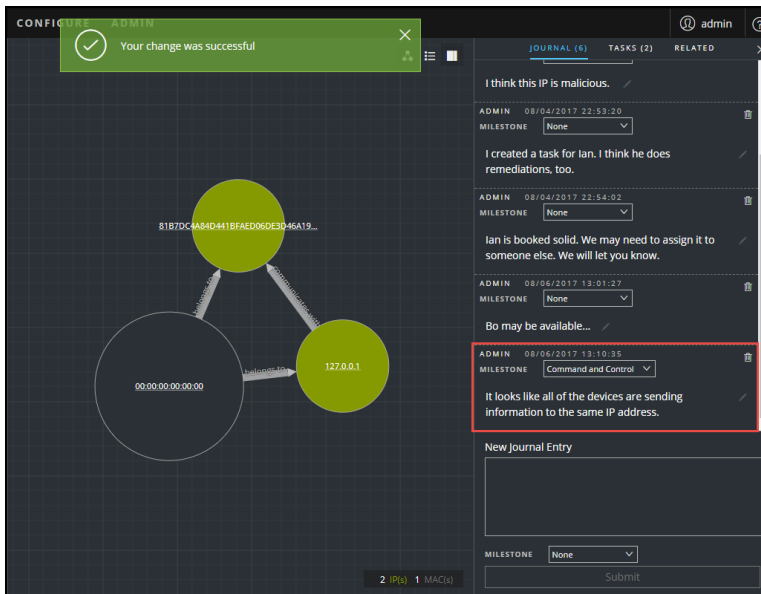 CONFIGURE ADMIN
admin
Your change was successful
JOURNAL (6) TASKS (2) RELATED
I think this IP is malicious.
ADMIN 08/04/2017 22:53:20
MILESTONE None
I created a task for Ian. I think he does
remediations, too.
ADMIN 08/04/2017 22:54:02
MILESTONE None
Ian is booked solid. We may need to assign it to
someone else. We will let you know.
ADMIN 08/06/2017 13:01:27
MILESTONE None
Bo may be available...
ADMIN 08/06/2017 13:10:35
MILESTONE Command and Control
It looks like all of the devices are sending
information to the same IP address.
New Journal Entry
MILESTONE None
Submit
81B7DC4A84D441BFAED06DE3D46A19...
belongs to
communicates with
127.0.0.1
belongs to
00:00:00:00:00:00
2 IP(s) 1 MAC(s)